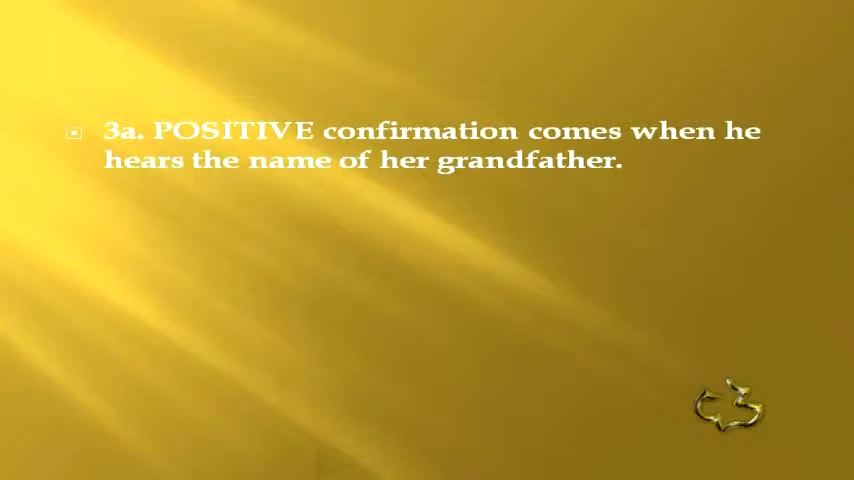 3a. POSITIVE confirmation comes when he
hears the name of her grandfather.